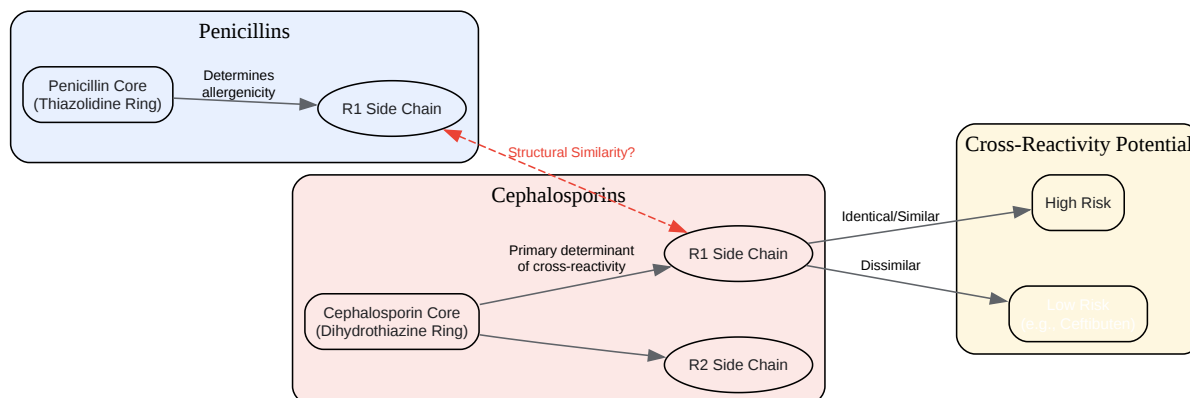 Penicillins
Penicillin Core
(Thiazolidine Ring)
Determines
allergenicity
R1 Side Chain
Structural Similarity?
Cephalosporins
Cephalosporin Core
(Dihydrothiazine Ring)
Primary determinant
of cross-reactivity
R1 Side Chain
R2 Side Chain
Identical/Similar
Dissimilar
Cross-Reactivity Potential
High Risk
Low Risk
(e.g., Ceftibuten)